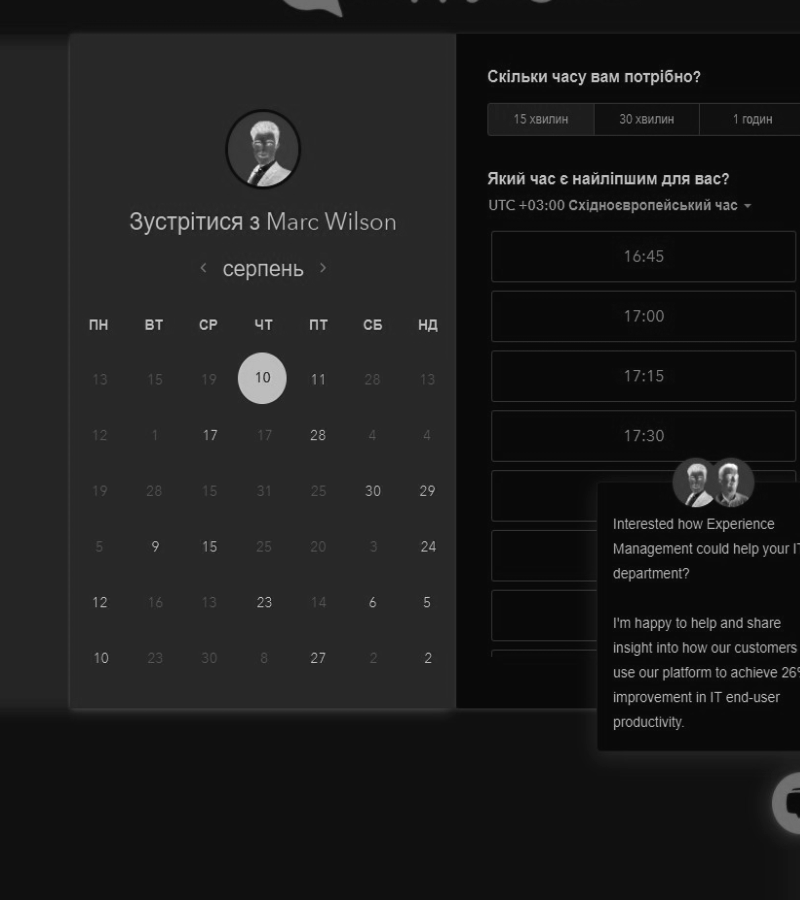 Зустрітися з Marc Wilson
серпень
ПН ВТ СР ЧТ ПТ СБ НД
13 15 19 10 11 28 13
12 1 17 17 28 4 4
19 28 15 31 25 30 29
5 9 15 25 20 3 24
12 16 13 23 14 6 5
10 23 30 8 27 2 2
Скільки часу вам потрібно?
15 хвилин 30 хвилин 1 годин
Який час є найліпшим для вас?
UTC +03:00 Східноєвропейський час
16:45
17:00
17:15
17:30
Interested how Experience
Management could help your IT
department?
I'm happy to help and share
insight into how our customers
use our platform to achieve 26%
improvement in IT end-user
productivity.